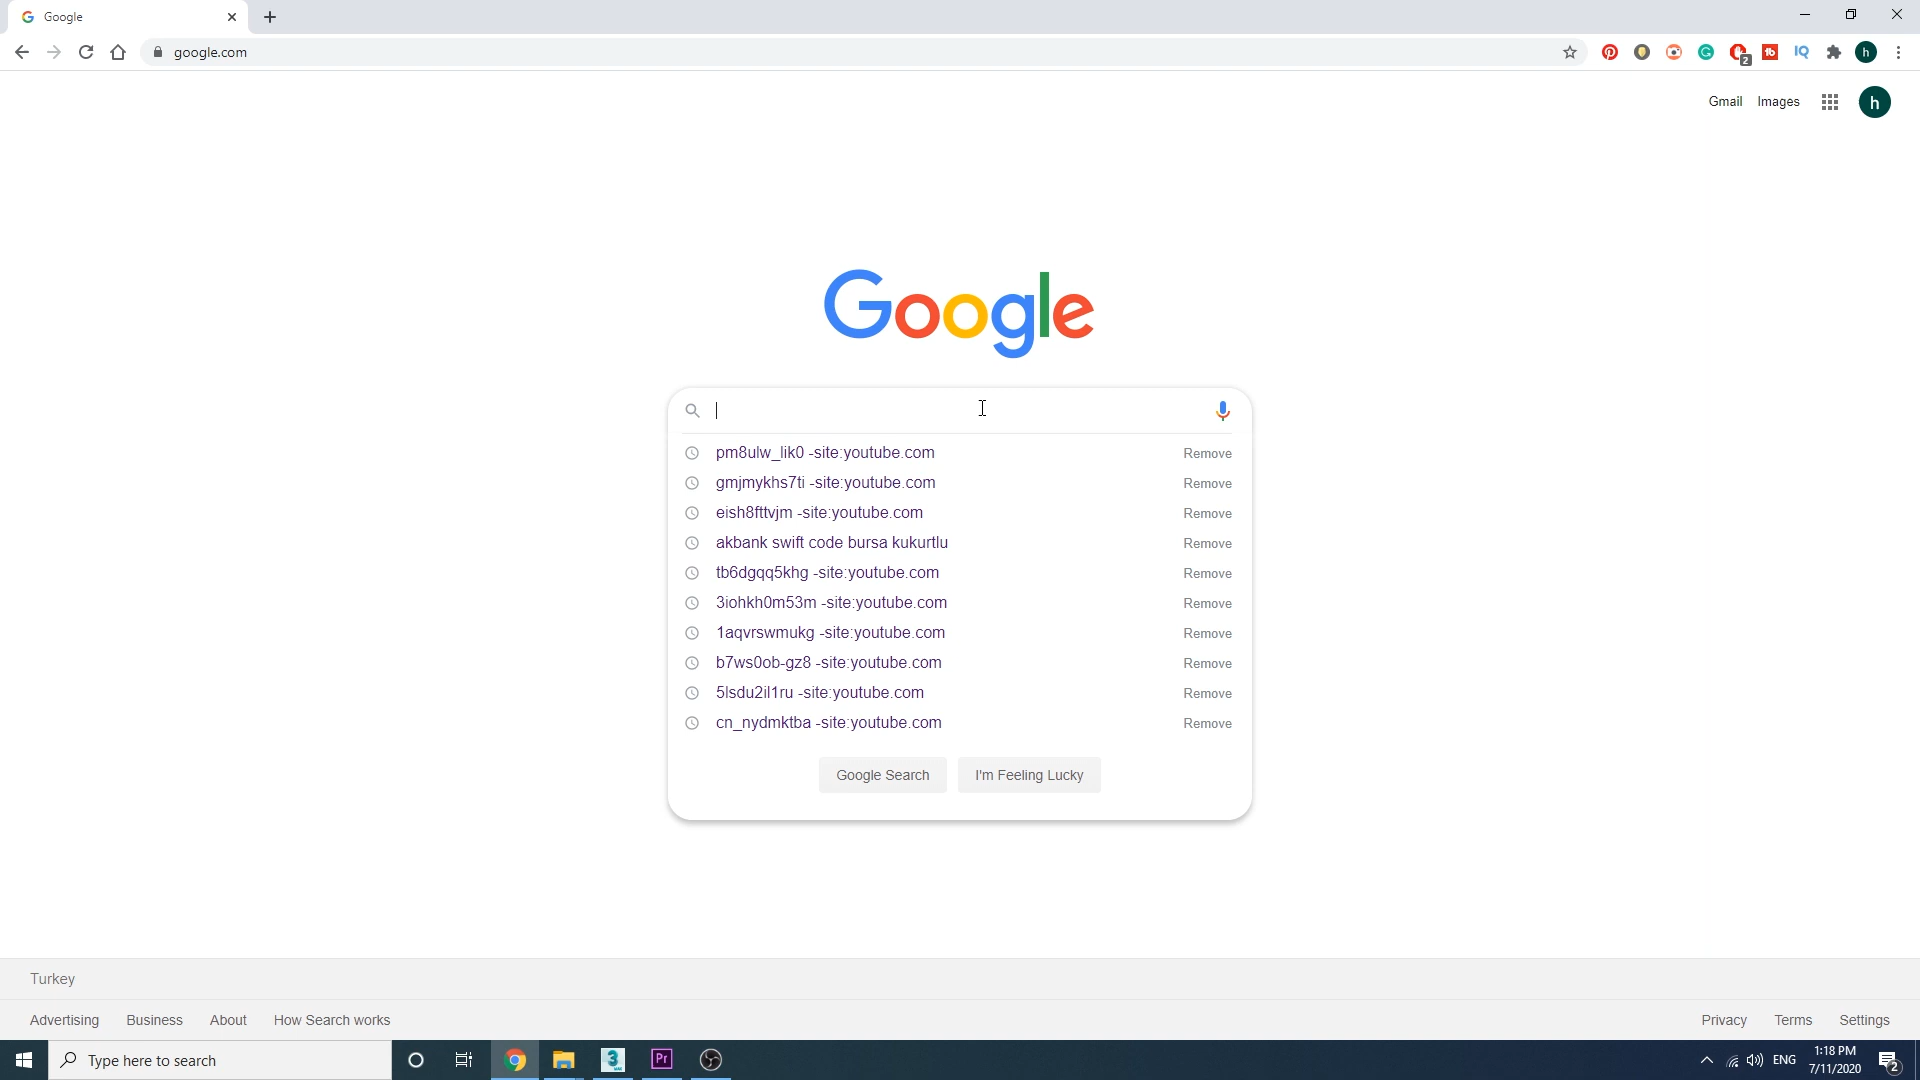 Google
google.com
2
h
Gmail
Images
h
Google
pm8ulw_lik0 -site:youtube.com
Remove
gmjmykhs7ti -site:youtube.com
Remove
eish8fttvjm -site:youtube.com
Remove
akbank swift code bursa kukurtlu
Remove
tb6dgqq5khg -site:youtube.com
Remove
3iohkh0m53m -site:youtube.com
Remove
1aqvrswmukg -site:youtube.com
Remove
b7ws0ob-gz8 -site:youtube.com
Remove
5lsdu2il1ru -site:youtube.com
Remove
cn_nydmktba -site:youtube.com
Remove
Google Search
I'm Feeling Lucky
Turkey
Advertising
Business
About
How Search works
Privacy
Terms
Settings
Type here to search
3
Pr
ENG
1:18 PM
7/11/2020
2